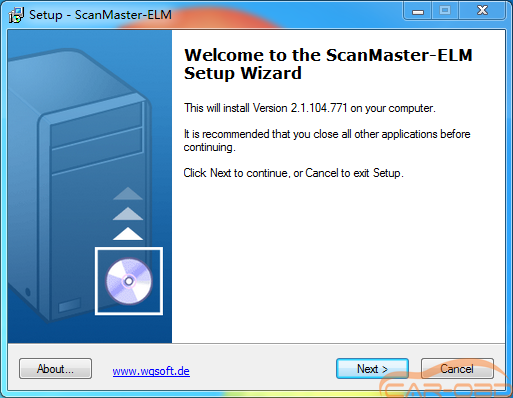 Setup - ScanMaster-ELM
Welcome to the ScanMaster-ELM
Setup Wizard
This will install Version 2.1.104.771 on your computer.
It is recommended that you close all other applications before
continuing.
Click Next to continue, or Cancel to exit Setup.
About...
www.wgsoft.de
Next >
Cancel
CAR-OBD